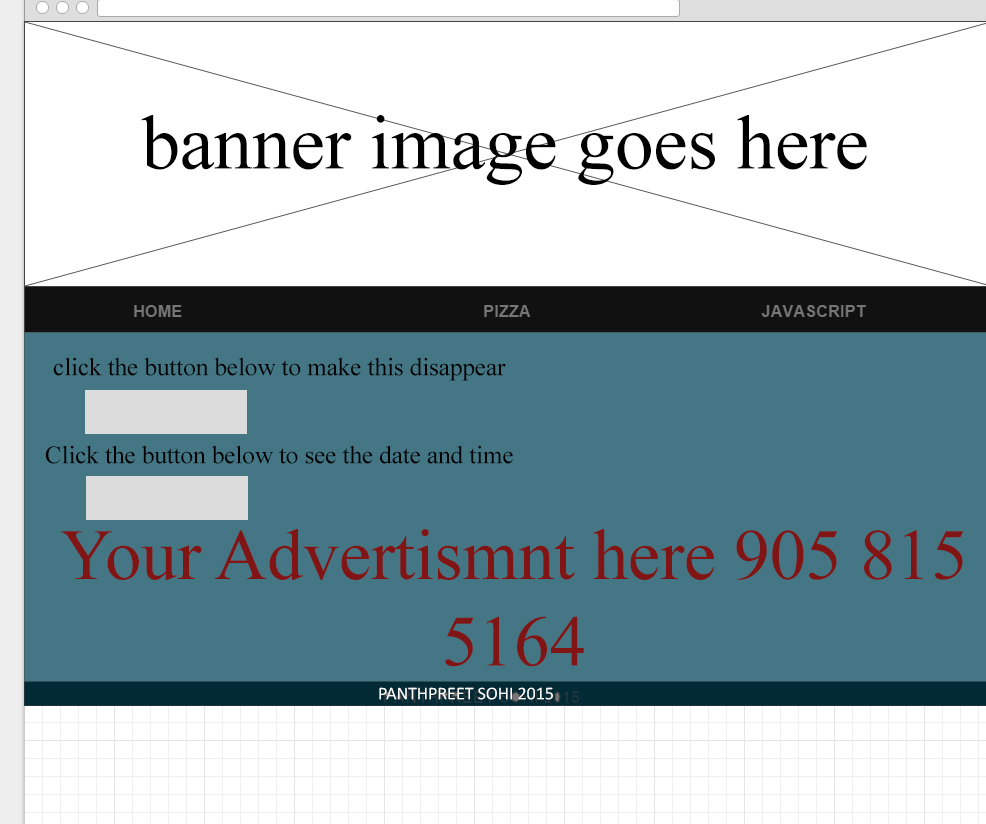 banner image goes here
HOME PIZZA JAVASCRIPT
click the button below to make this disappear
Click the button below to see the date and time
Your Advertismnt here 905 815
5164
PANTHPREET SOHI 2015